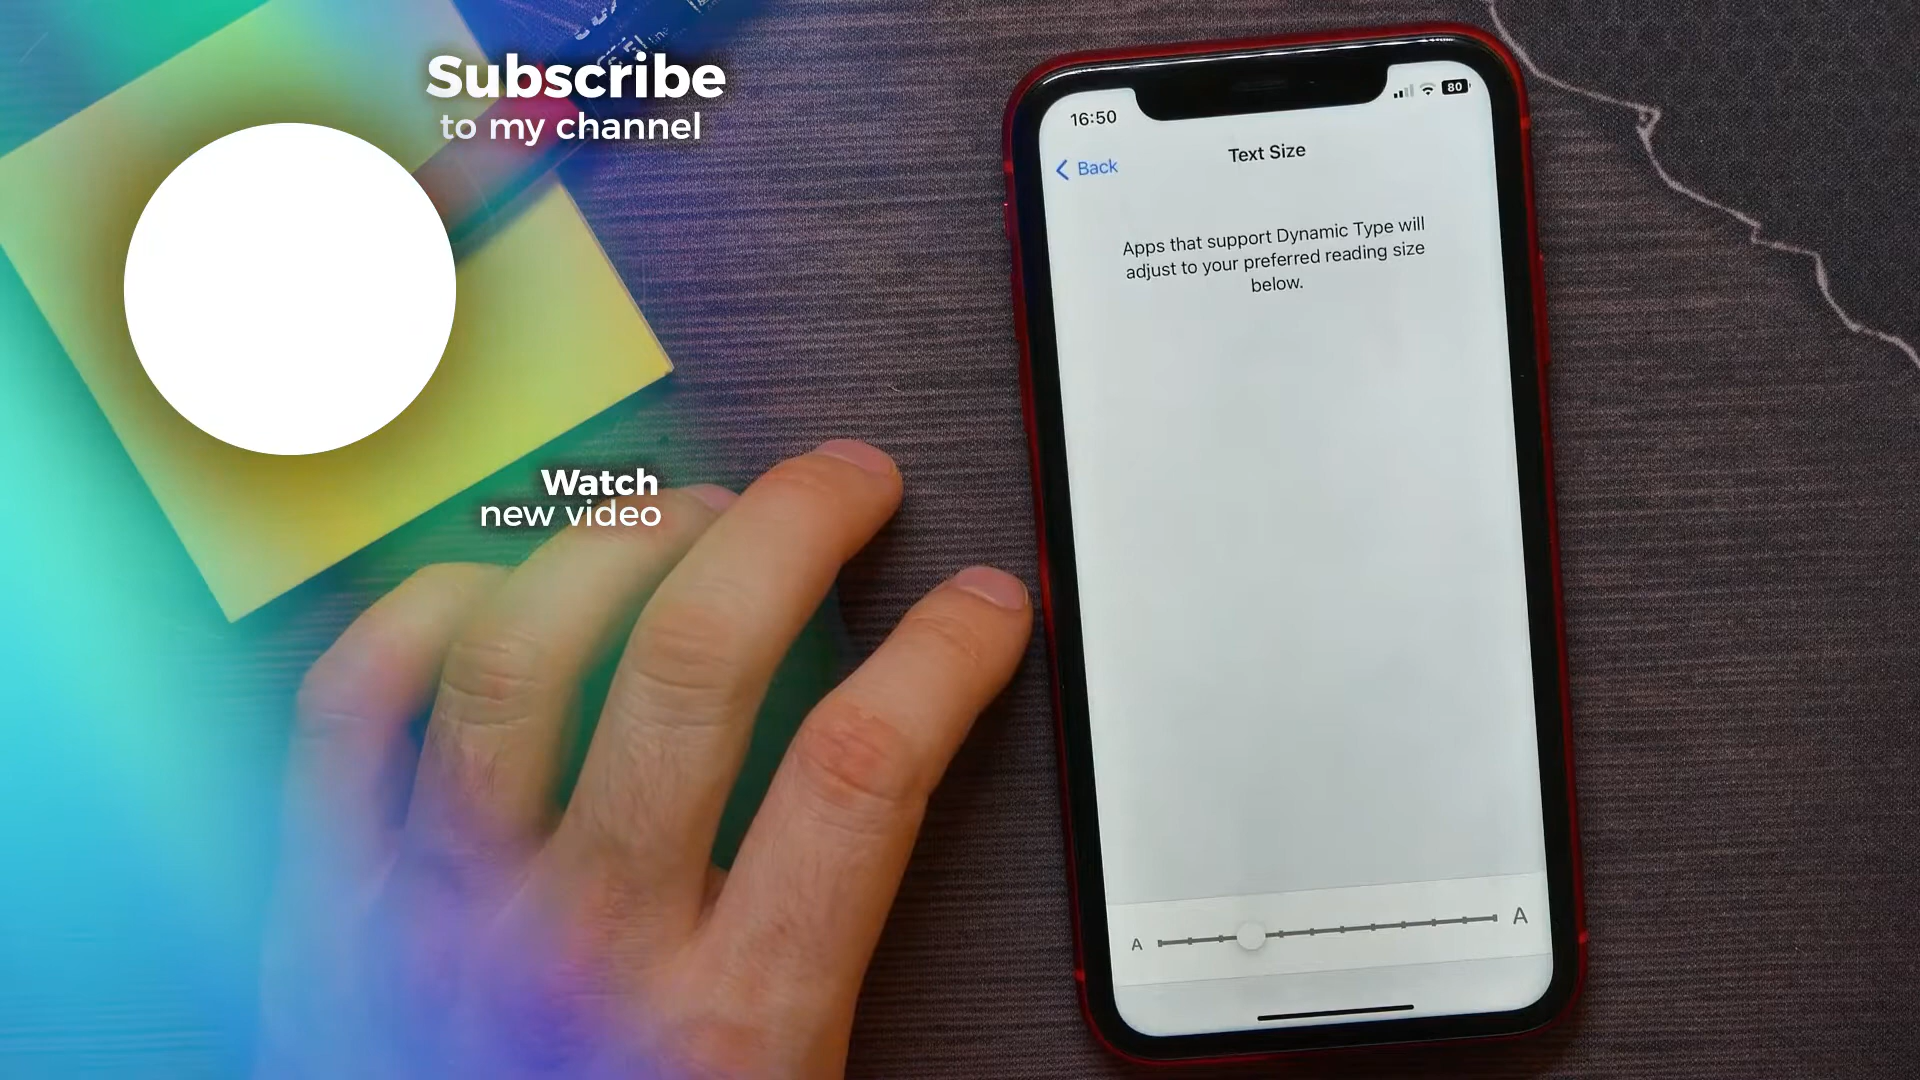 Subscribe
to my channel
Watch
new video
16:50
80
Back
Text Size
Apps that support Dynamic Type will
adjust to your preferred reading size
below.
A
A